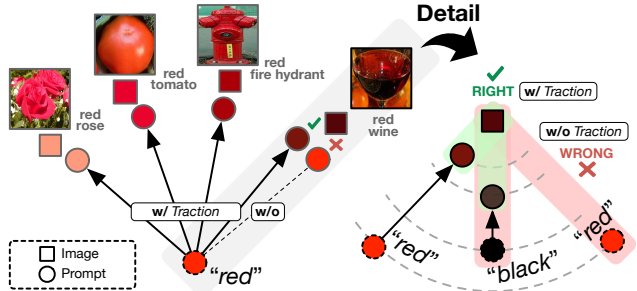 Detail
red
rose
red
tomato
red
fire hydrant
red
wine
w/ Traction
w/o
"red"
Image
Prompt
RIGHT
w/ Traction
w/o Traction
WRONG
"red"
"black"
"red"